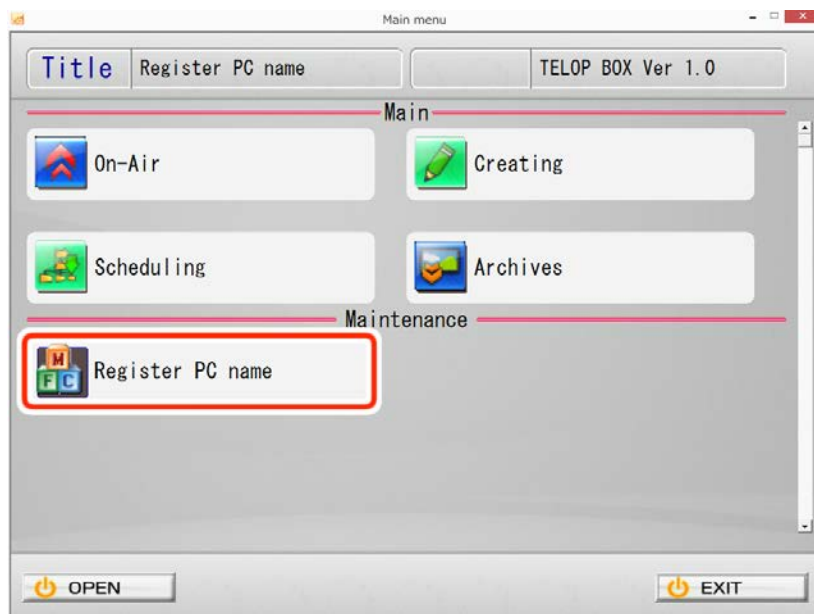 Main menu
Title Register PC name TELOP BOX Ver 1.0
Main
On-Air Creating
Scheduling Archives
Maintenance
M
F C
Register PC name
OPEN EXIT